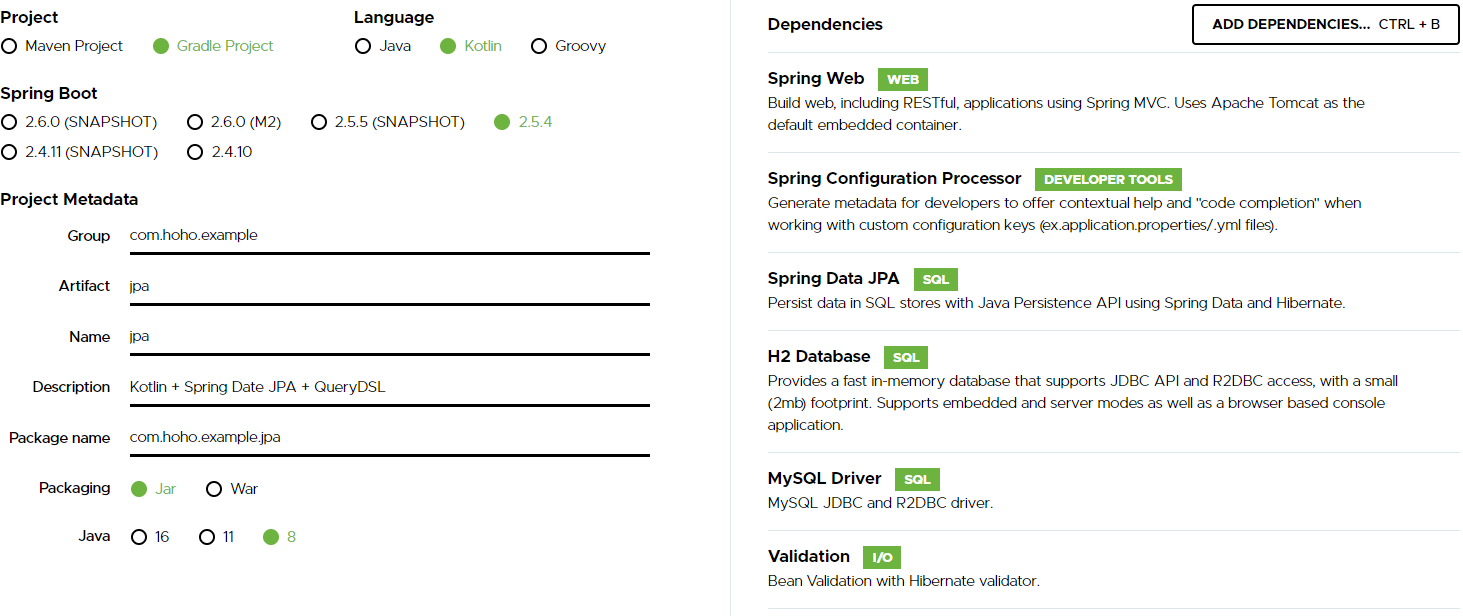 Project
Language
Maven Project Gradle Project
Java Kotlin Groovy
Spring Boot
2.6.0 (SNAPSHOT) 2.6.0 (M2) 2.5.5 (SNAPSHOT) 2.5.4
2.4.11 (SNAPSHOT) 2.4.10
Project Metadata
Group com.hoho.example
Artifact jpa
Name jpa
Description Kotlin + Spring Date JPA + QueryDSL
Package name com.hoho.example.jpa
Packaging Jar War
Java 16 11 8
Dependencies
ADD DEPENDENCIES... CTRL + B
Spring Web WEB
Build web, including RESTful, applications using Spring MVC. Uses Apache Tomcat as the
default embedded container.
Spring Configuration Processor DEVELOPER TOOLS
Generate metadata for developers to offer contextual help and "code completion" when
working with custom configuration keys (ex.application.properties/.yml files).
Spring Data JPA SQL
Persist data in SQL stores with Java Persistence API using Spring Data and Hibernate.
H2 Database SQL
Provides a fast in-memory database that supports JDBC API and R2DBC access, with a small
(2mb) footprint. Supports embedded and server modes as well as a browser based console
application.
MySQL Driver SQL
MySQL JDBC and R2DBC driver.
Validation I/O
Bean Validation with Hibernate validator.